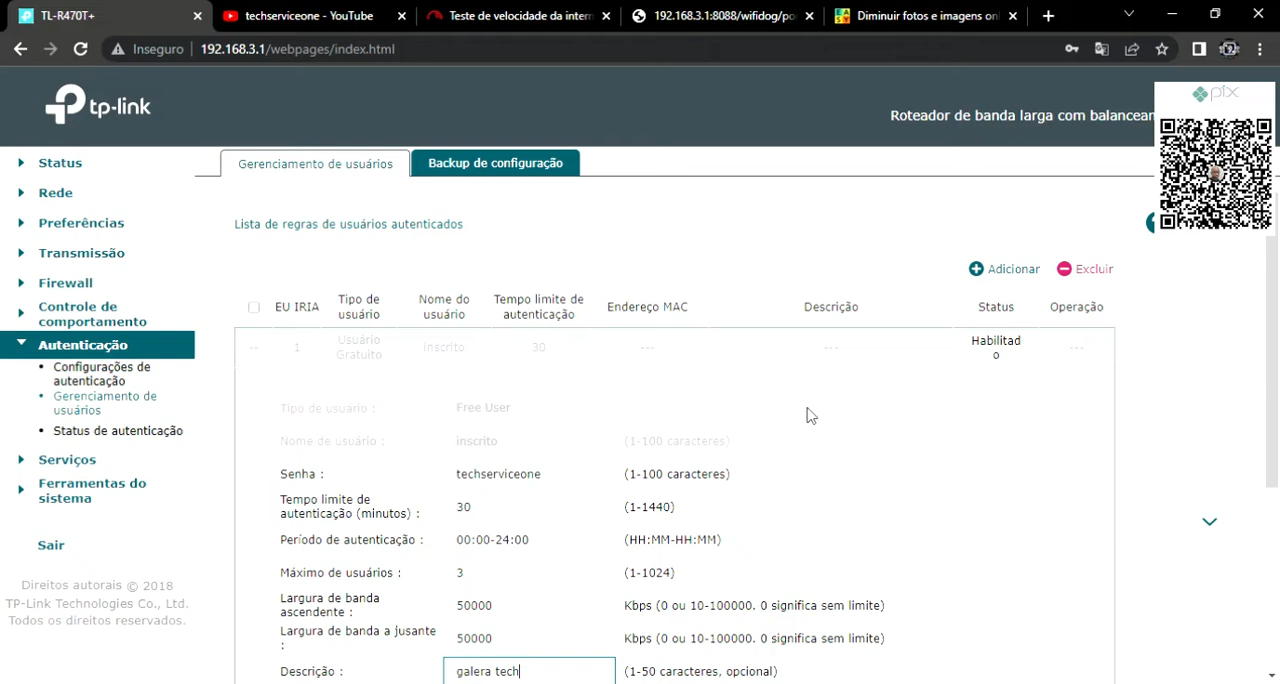 TL-R470T+
techserviceone - YouTube
Teste de velocidade da intern
192.168.3.1:8088/wifidog/po
Diminuir fotos e imagens onl
Inseguro
192.168.3.1/webpages/index.html
tp-link
Roteador de banda larga com balancean
pix
Status
Rede
Preferências
Transmissão
Firewall
Controle de
comportamento
Autenticação
Configurações de
autenticação
Gerenciamento de
usuários
Status de autenticação
Serviços
Ferramentas do
sistema
Sair
Direitos autorais © 2018
TP-Link Technologies Co., Ltd.
Todos os direitos reservados.
Gerenciamento de usuários
Backup de configuração
Lista de regras de usuários autenticados
Adicionar
Excluir
EU IRIA
Tipo de
usuário
Nome do
usuário
Tempo limite de
autenticação
Endereço MAC
Descrição
Status
Operação
--
1
Usuário
Gratuito
inscrito
30
---
---
Habilitad
o
---
Tipo de usuário :
Free User
Nome de usuário :
inscrito
(1-100 caracteres)
Senha :
techserviceone
(1-100 caracteres)
Tempo limite de
autenticação (minutos) :
30
(1-1440)
Período de autenticação :
00:00-24:00
(HH:MM-HH:MM)
Máximo de usuários :
3
(1-1024)
Largura de banda
ascendente :
50000
Kbps (0 ou 10-100000. 0 significa sem limite)
Largura de banda a jusante
:
50000
Kbps (0 ou 10-100000. 0 significa sem limite)
Descrição :
galera tech
(1-50 caracteres, opcional)